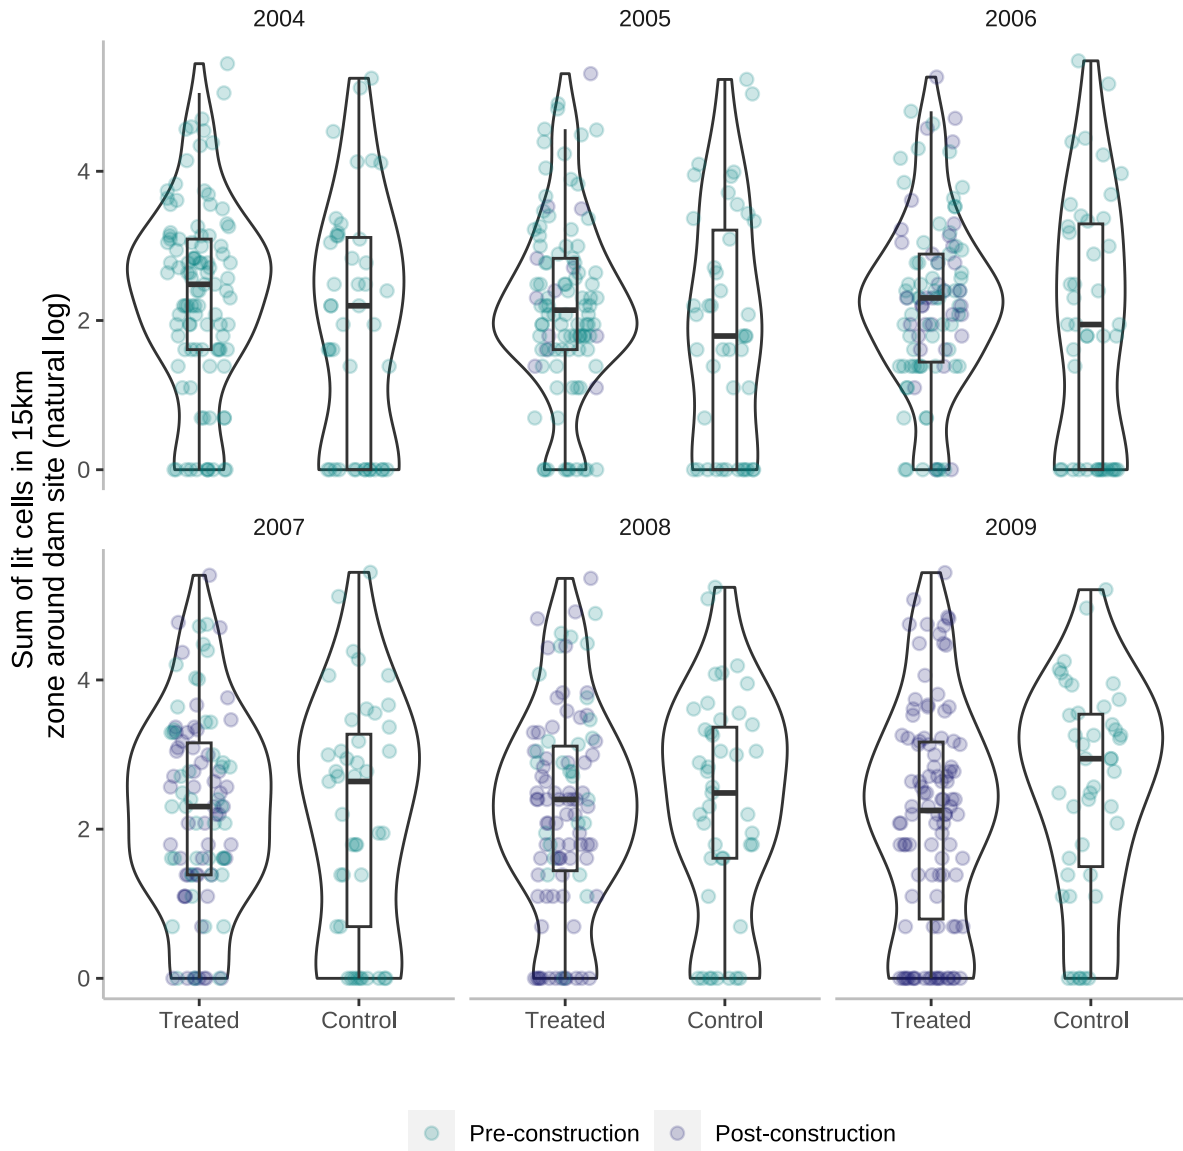 2004 2005 2006
4
2
0
Sum of lit cells in 15km
zone around dam site (natural log)
2007 2008 2009
4
2
0
Treated Control Treated Control Treated Control
Pre-construction Post-construction